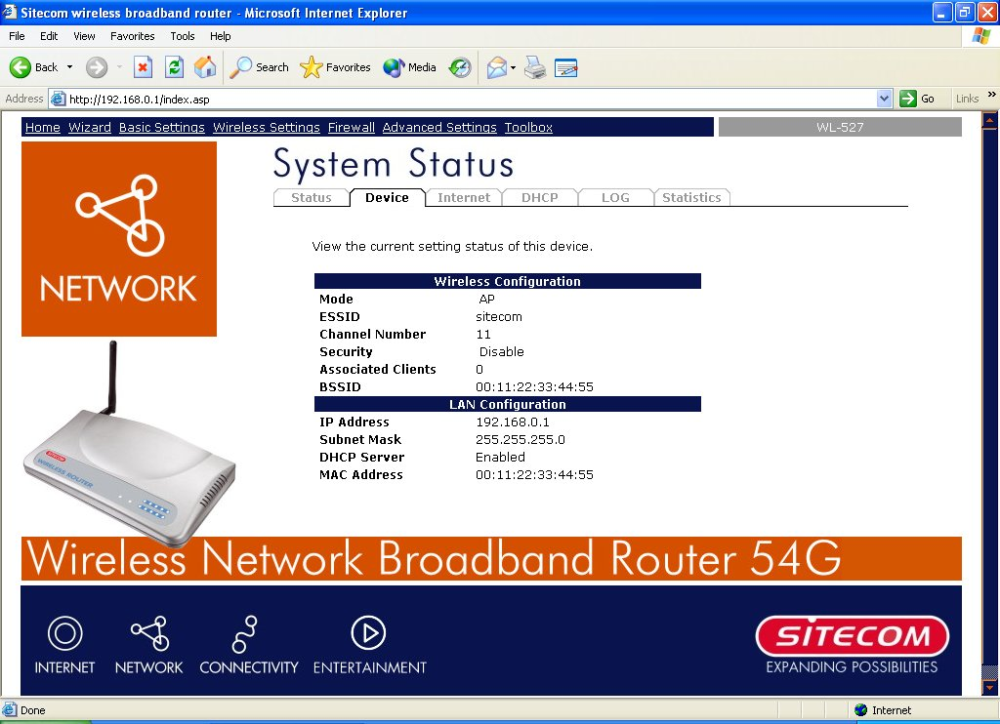 Sitecom wireless broadband router - Microsoft Internet Explorer
File Edit View Favorites Tools Help
Back Search Favorites Media
Address http://192.168.0.1/index.asp Go Links »
Home Wizard Basic Settings Wireless Settings Firewall Advanced Settings Toolbox WL-527
System Status
Status Device Internet DHCP LOG Statistics
NETWORK
View the current setting status of this device.
Wireless Configuration
Mode AP
ESSID sitecom
Channel Number 11
Security Disable
Associated Clients 0
BSSID 00:11:22:33:44:55
LAN Configuration
IP Address 192.168.0.1
Subnet Mask 255.255.255.0
DHCP Server Enabled
MAC Address 00:11:22:33:44:55
SITECOM
WIRELESS ROUTER
Wireless Network Broadband Router 54G
INTERNET NETWORK CONNECTIVITY ENTERTAINMENT
SITECOM
EXPANDING POSSIBILITIES
Done Internet